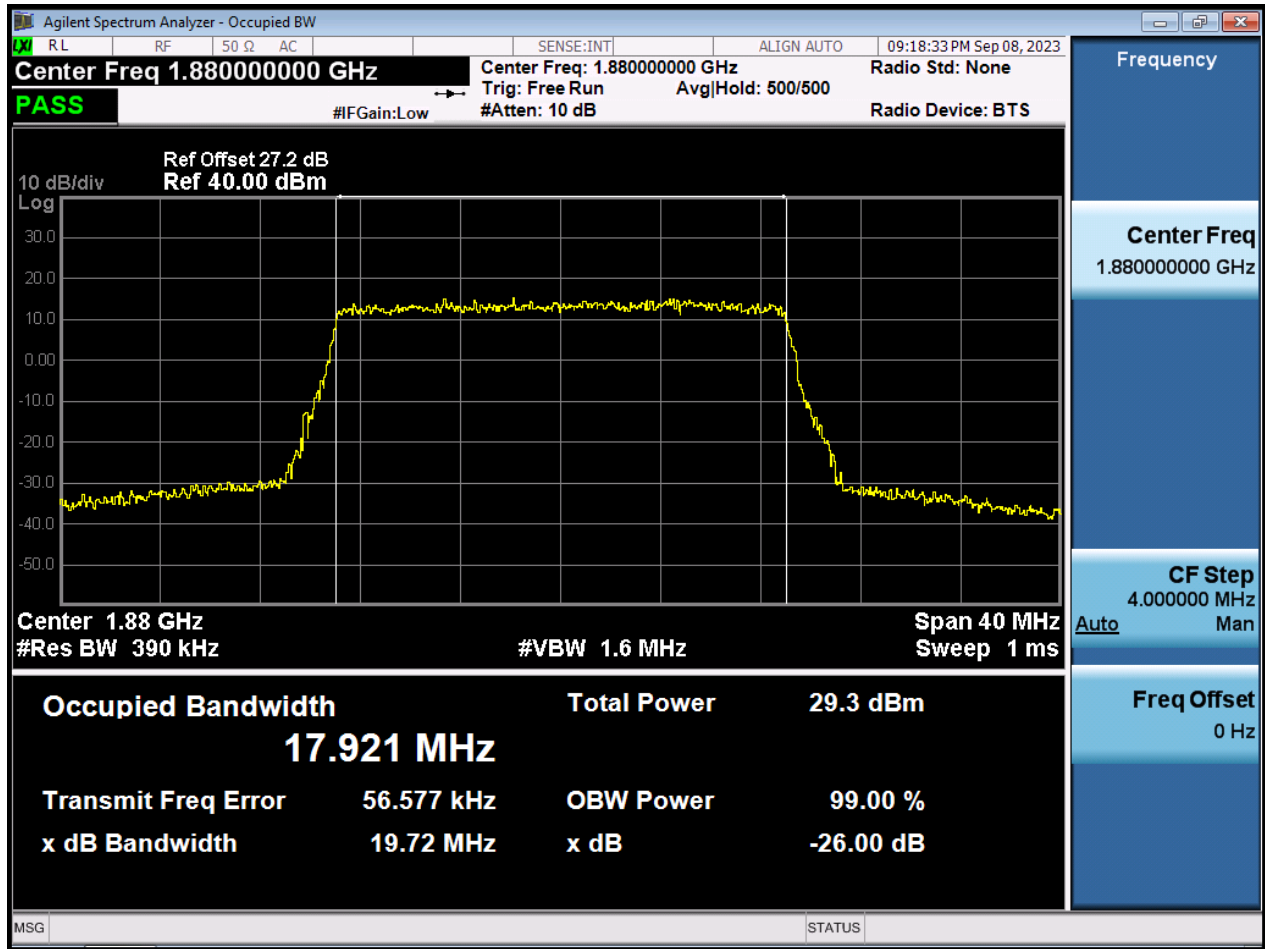 Agilent Spectrum Analyzer - Occupied BW
LXI RL RF 50 Ω AC SENSE:INT ALIGN AUTO 09:18:33 PM Sep 08, 2023
Center Freq 1.880000000 GHz
Center Freq: 1.880000000 GHz Radio Std: None
Trig: Free Run Avg|Hold: 500/500
PASS
#IFGain:Low #Atten: 10 dB Radio Device: BTS
Ref Offset 27.2 dB
10 dB/div Ref 40.00 dBm
Log
30.0
20.0
10.0
0.00
-10.0
-20.0
-30.0
-40.0
-50.0
Center 1.88 GHz Span 40 MHz
#Res BW 390 kHz #VBW 1.6 MHz Sweep 1 ms
Occupied Bandwidth Total Power 29.3 dBm
17.921 MHz
Transmit Freq Error 56.577 kHz OBW Power 99.00 %
x dB Bandwidth 19.72 MHz x dB -26.00 dB
MSG STATUS
Frequency
Center Freq
1.880000000 GHz
CF Step
4.000000 MHz
Auto Man
Freq Offset
0 Hz